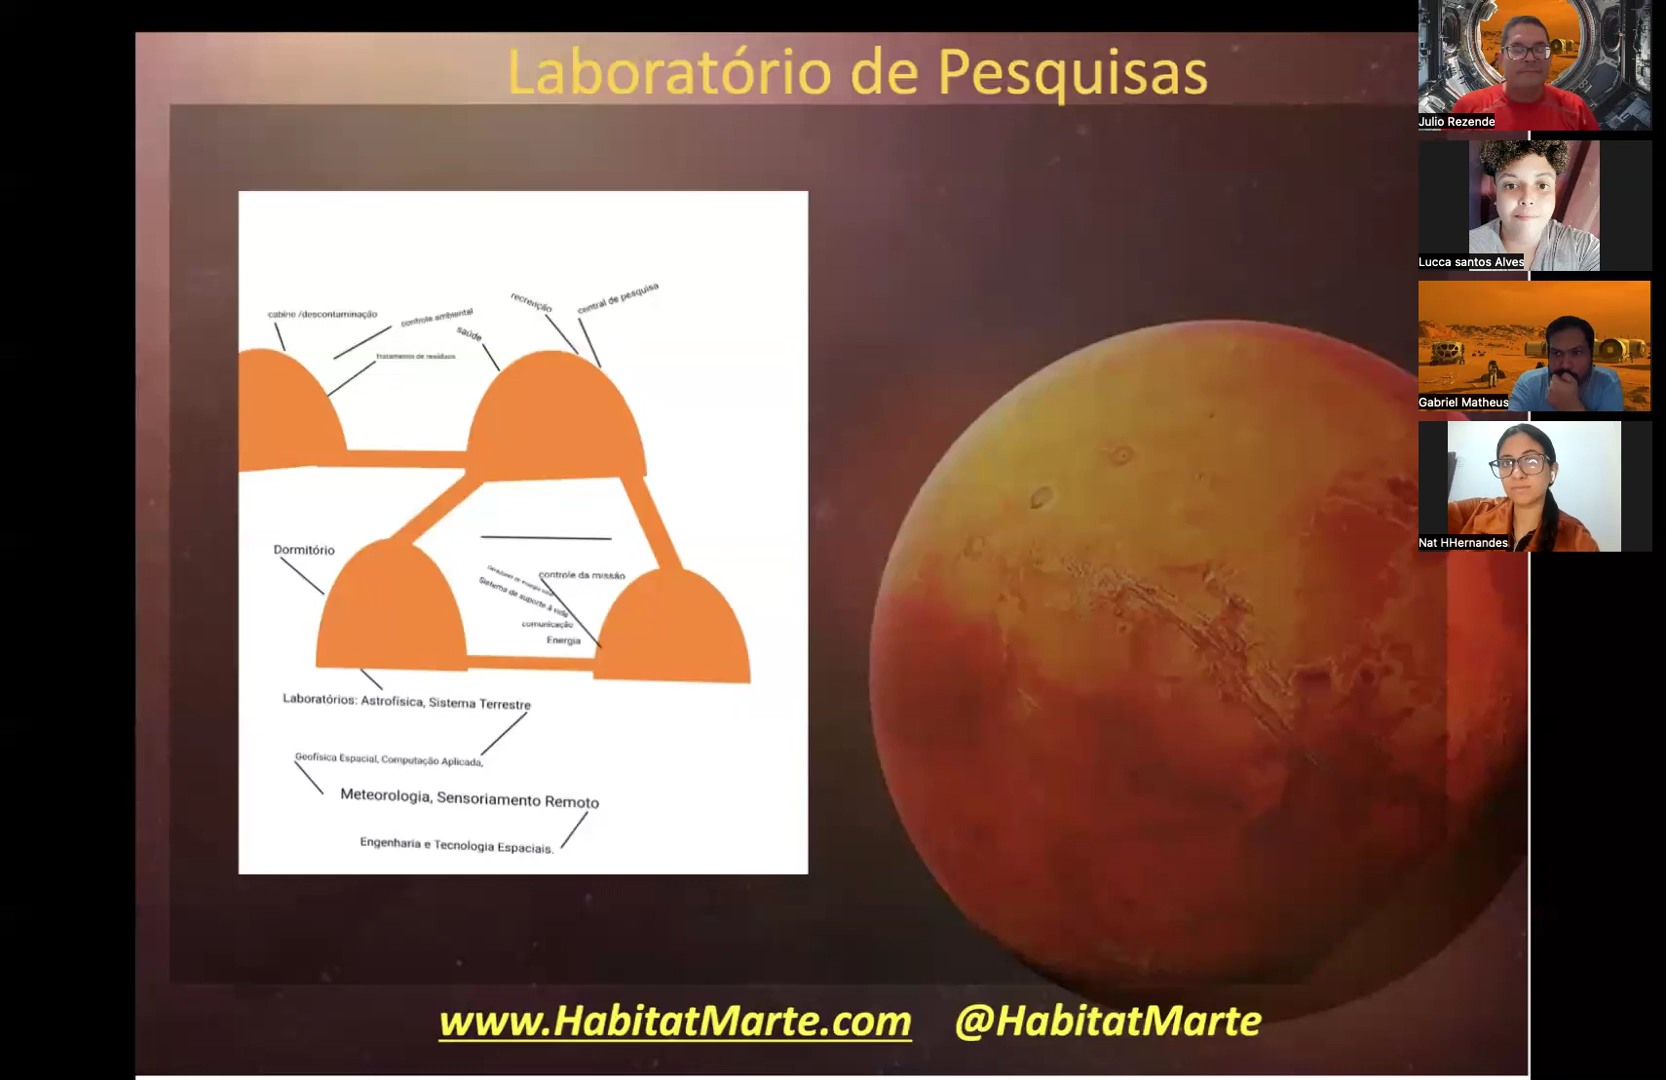 Laboratório de Pesquisas
cabine /descontaminação
controle ambiental
Tratamentos de resíduos
saúde
recreação
central de pesquisa
Dormitório
controle da missão
Sistema de suporte à vida
comunicação
Energia
Laboratórios: Astrofísica, Sistema Terrestre
Geofísica Espacial, Computação Aplicada,
Meteorologia, Sensoriamento Remoto
Engenharia e Tecnologia Espaciais.
www.HabitatMarte.com @HabitatMarte
Julio Rezende
Lucca santos Alves
Gabriel Matheus
Nat HHernandes